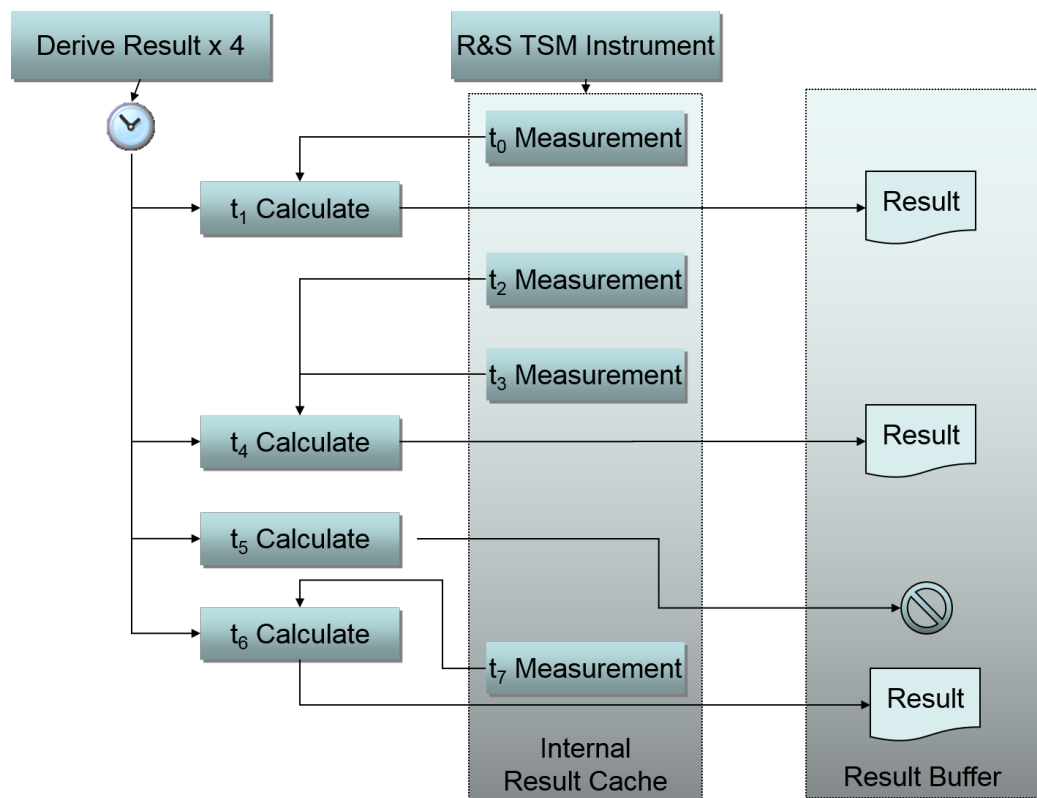 Derive Result x 4
R&S TSM Instrument
t₀ Measurement
t₁ Calculate
Result
t₂ Measurement
t₃ Measurement
t₄ Calculate
Result
t₅ Calculate
t₆ Calculate
t₇ Measurement
Result
Internal
Result Cache
Result Buffer